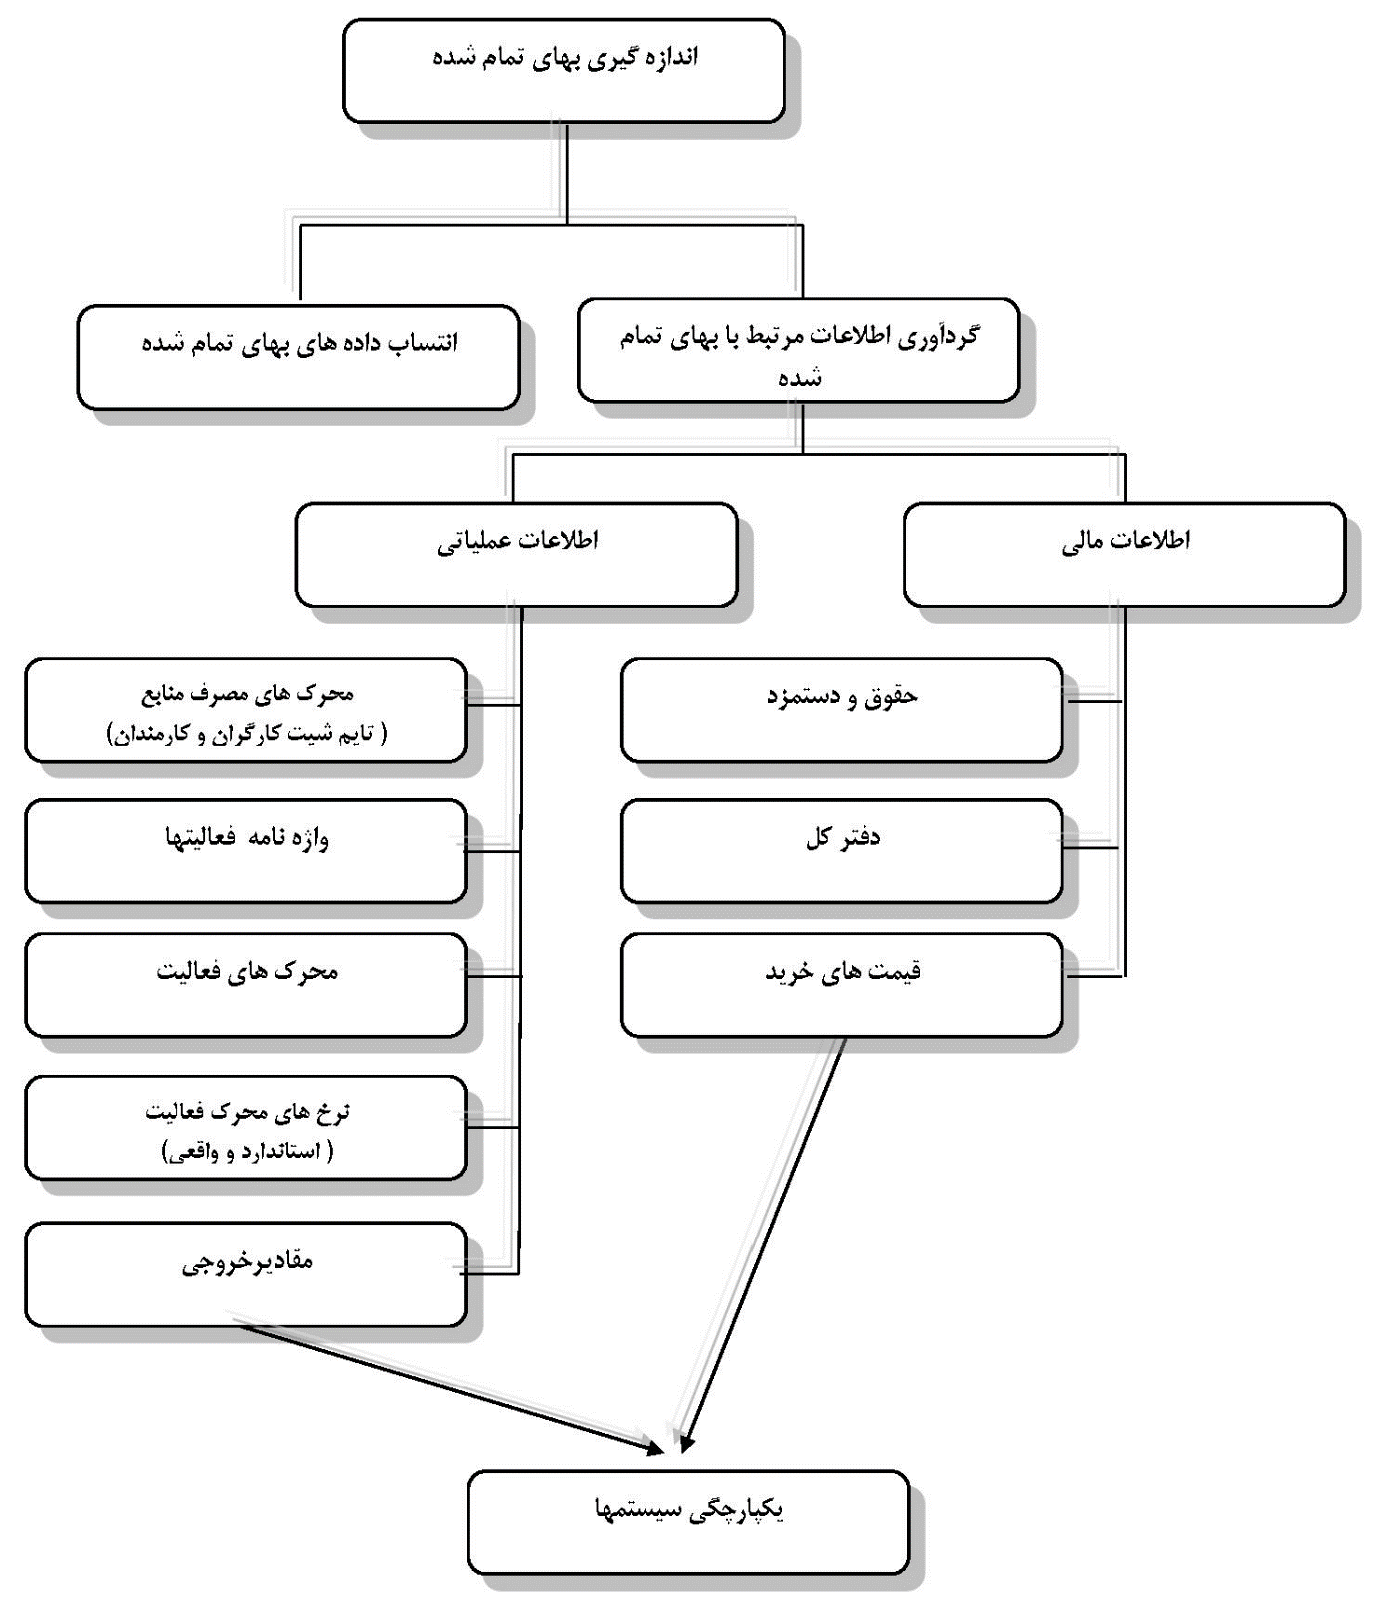 اندازه گیری بهای تمام شده
گردآوری اطلاعات مرتبط با بهای تمام
شده
انتساب داده های بهای تمام شده
اطلاعات مالی
اطلاعات عملیاتی
حقوق و دستمزد
دفتر کل
قیمت های خرید
محرک های مصرف منابع
( تایم شیت کارگران و کارمندان)
واژه نامه فعالیتها
محرک های فعالیت
نرخ های محرک فعالیت
( استاندارد و واقعی)
مقادیرخروجی
یکپارچگی سیستمها